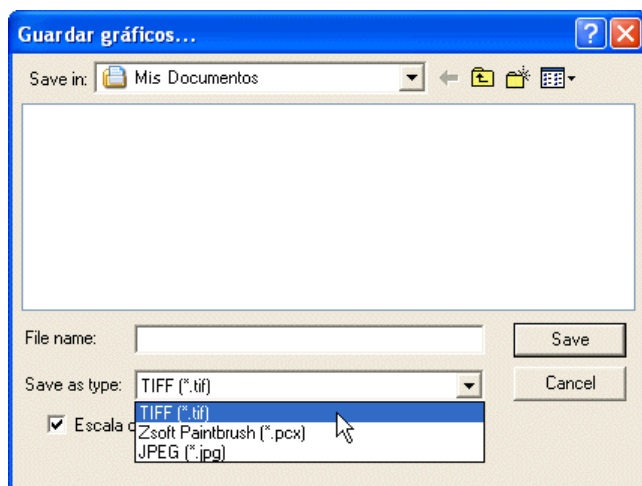 Guardar gráficos...
Save in: Mis Documentos
File name:
Save
Save as type: TIFF (*.tif)
Cancel
TIFF (*.tif)
Escala
Zsoft Paintbrush (*.pcx)
JPEG (*.jpg)